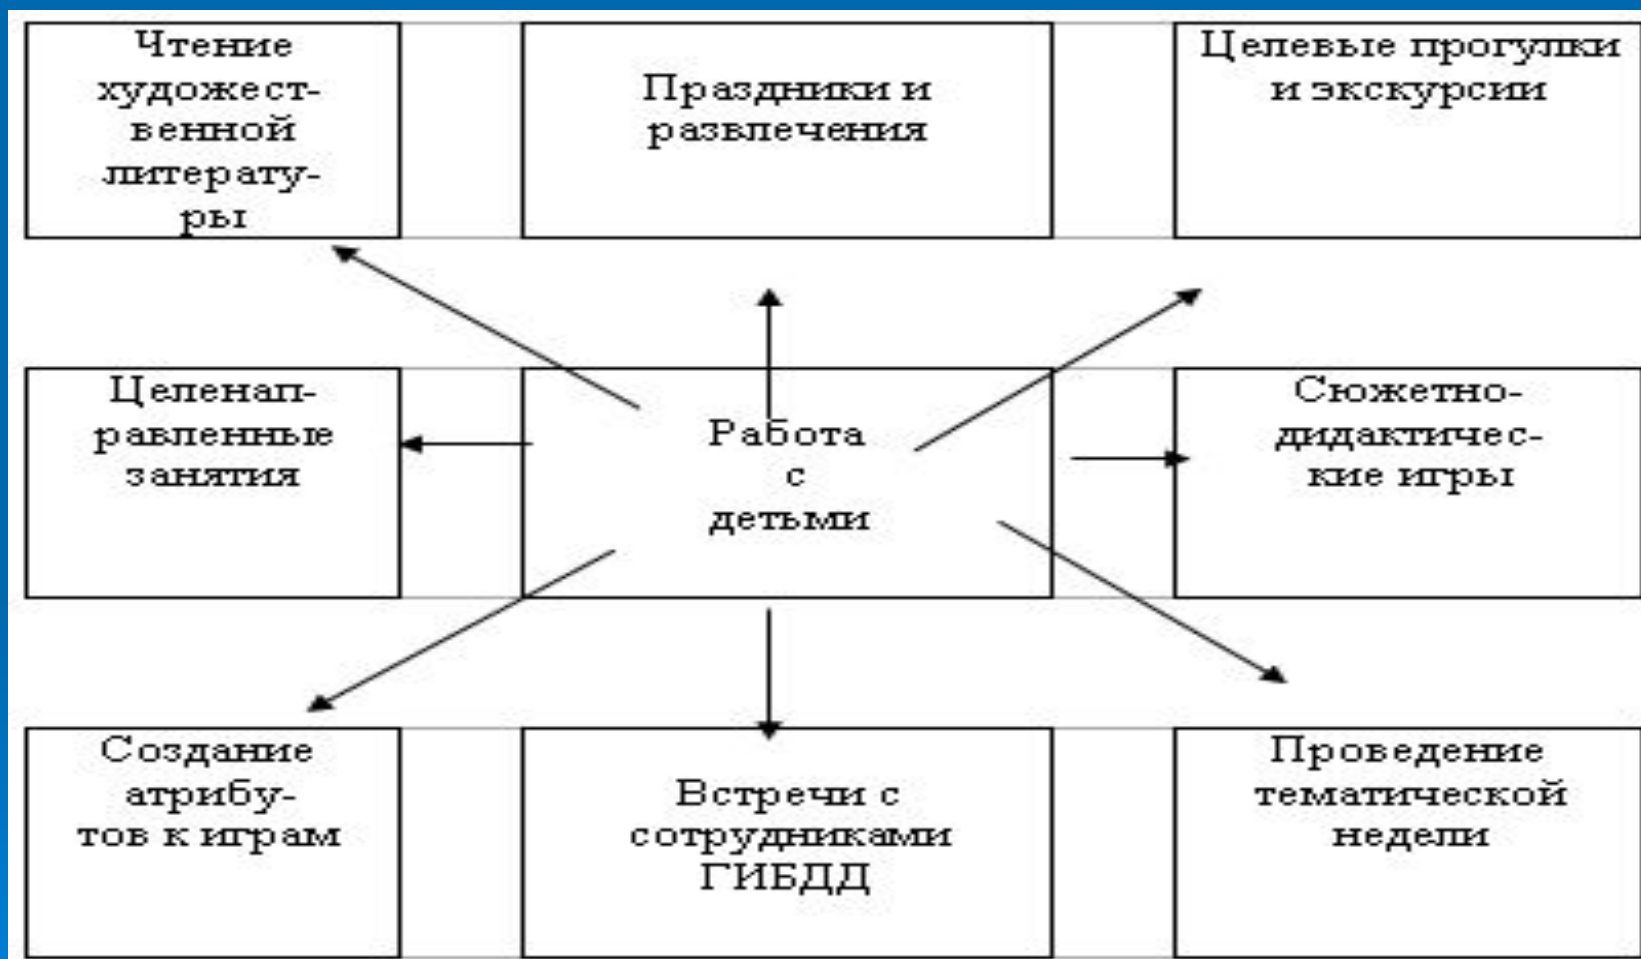 Чтение
художест-
венной
литерату-
ры
Праздники и
развлечения
Целевые прогулки
и экскурсии
Целенап-
равленные
занятия
Работа
с
детьми
Сюжетно-
дидактичес-
кие игры
Создание
атрибу-
тов к играм
Встречи с
сотрудниками
ГИБДД
Проведение
тематической
недели